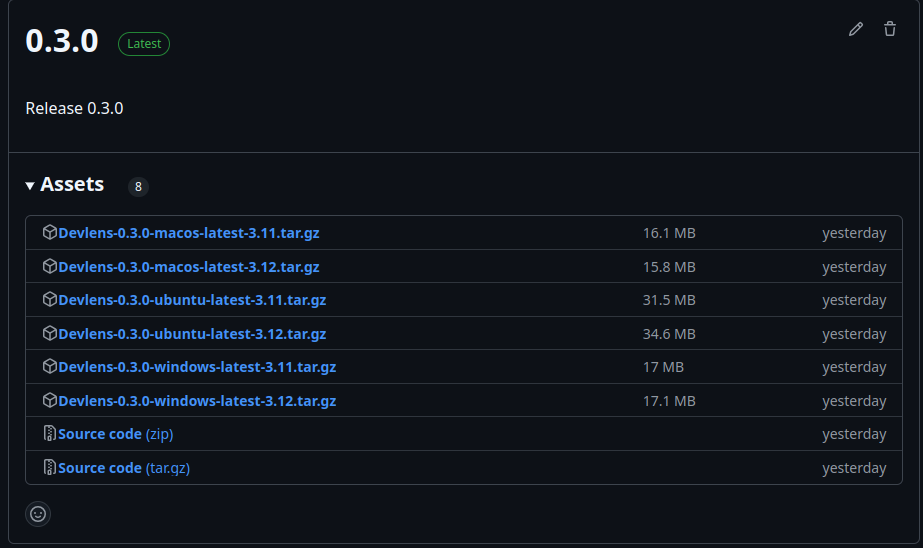 0.3.0 Latest
Release 0.3.0
Assets 8
Devlens-0.3.0-macos-latest-3.11.tar.gz 16.1 MB yesterday
Devlens-0.3.0-macos-latest-3.12.tar.gz 15.8 MB yesterday
Devlens-0.3.0-ubuntu-latest-3.11.tar.gz 31.5 MB yesterday
Devlens-0.3.0-ubuntu-latest-3.12.tar.gz 34.6 MB yesterday
Devlens-0.3.0-windows-latest-3.11.tar.gz 17 MB yesterday
Devlens-0.3.0-windows-latest-3.12.tar.gz 17.1 MB yesterday
Source code (zip) yesterday
Source code (tar.gz) yesterday